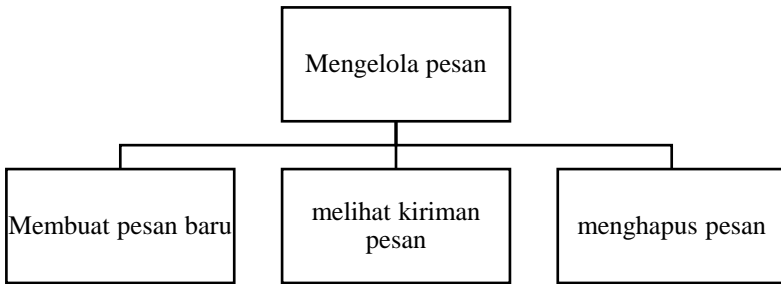 Mengelola pesan
Membuat pesan baru
melihat kiriman
pesan
menghapus pesan